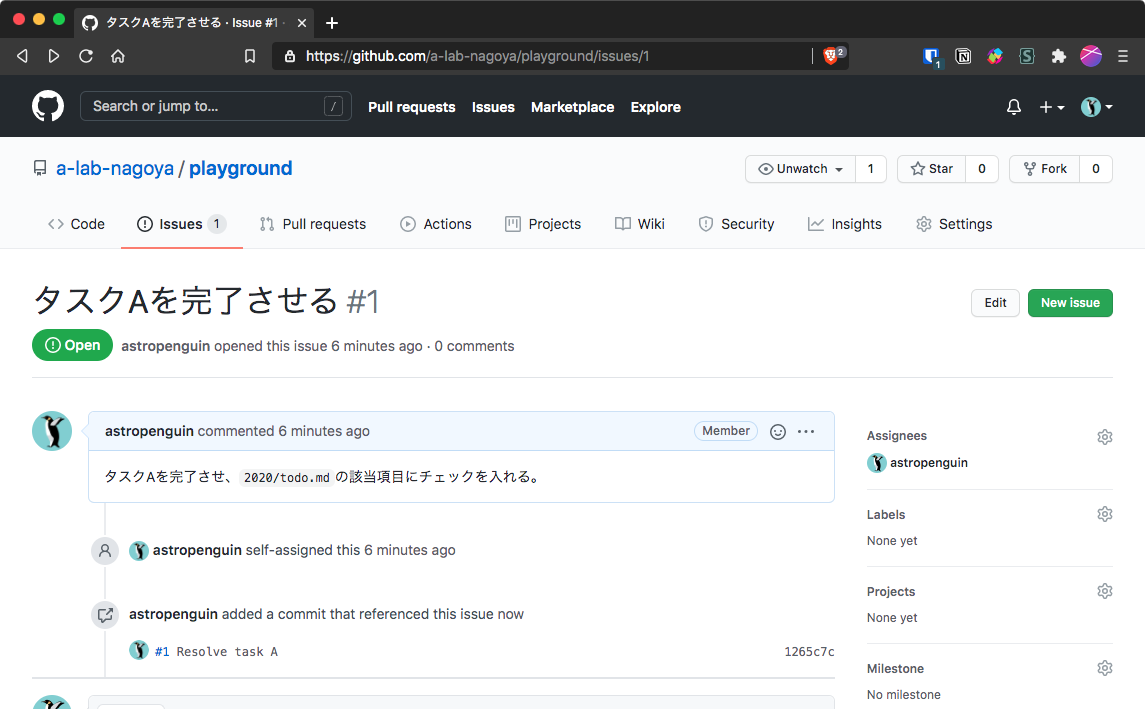 タスクAを完了させる · Issue #1 ·
https://github.com/a-lab-nagoya/playground/issues/1
2
1
Search or jump to...
/
Pull requests
Issues
Marketplace
Explore
a-lab-nagoya / playground
Unwatch 1
Star 0
Fork 0
Code
Issues 1
Pull requests
Actions
Projects
Wiki
Security
Insights
Settings
タスクAを完了させる #1
Edit
New issue
Open
astropenguin opened this issue 6 minutes ago · 0 comments
astropenguin commented 6 minutes ago
Member
タスクAを完了させ、 2020/todo.md の該当項目にチェックを入れる。
astropenguin self-assigned this 6 minutes ago
astropenguin added a commit that referenced this issue now
#1 Resolve task A
1265c7c
Assignees
astropenguin
Labels
None yet
Projects
None yet
Milestone
No milestone